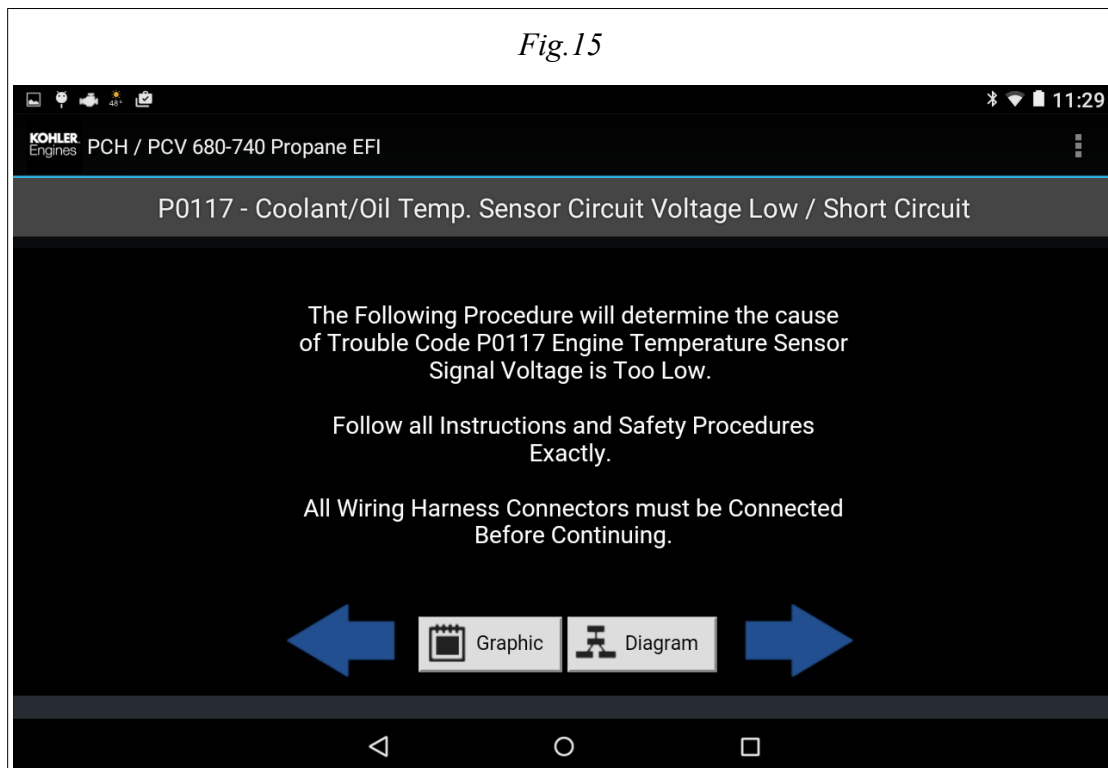 Fig.15
48°
11:29
KOHLER
Engines
PCH / PCV 680-740 Propane EFI
P0117 - Coolant/Oil Temp. Sensor Circuit Voltage Low / Short Circuit
The Following Procedure will determine the cause
of Trouble Code P0117 Engine Temperature Sensor
Signal Voltage is Too Low.
Follow all Instructions and Safety Procedures
Exactly.
All Wiring Harness Connectors must be Connected
Before Continuing.
Graphic
Diagram